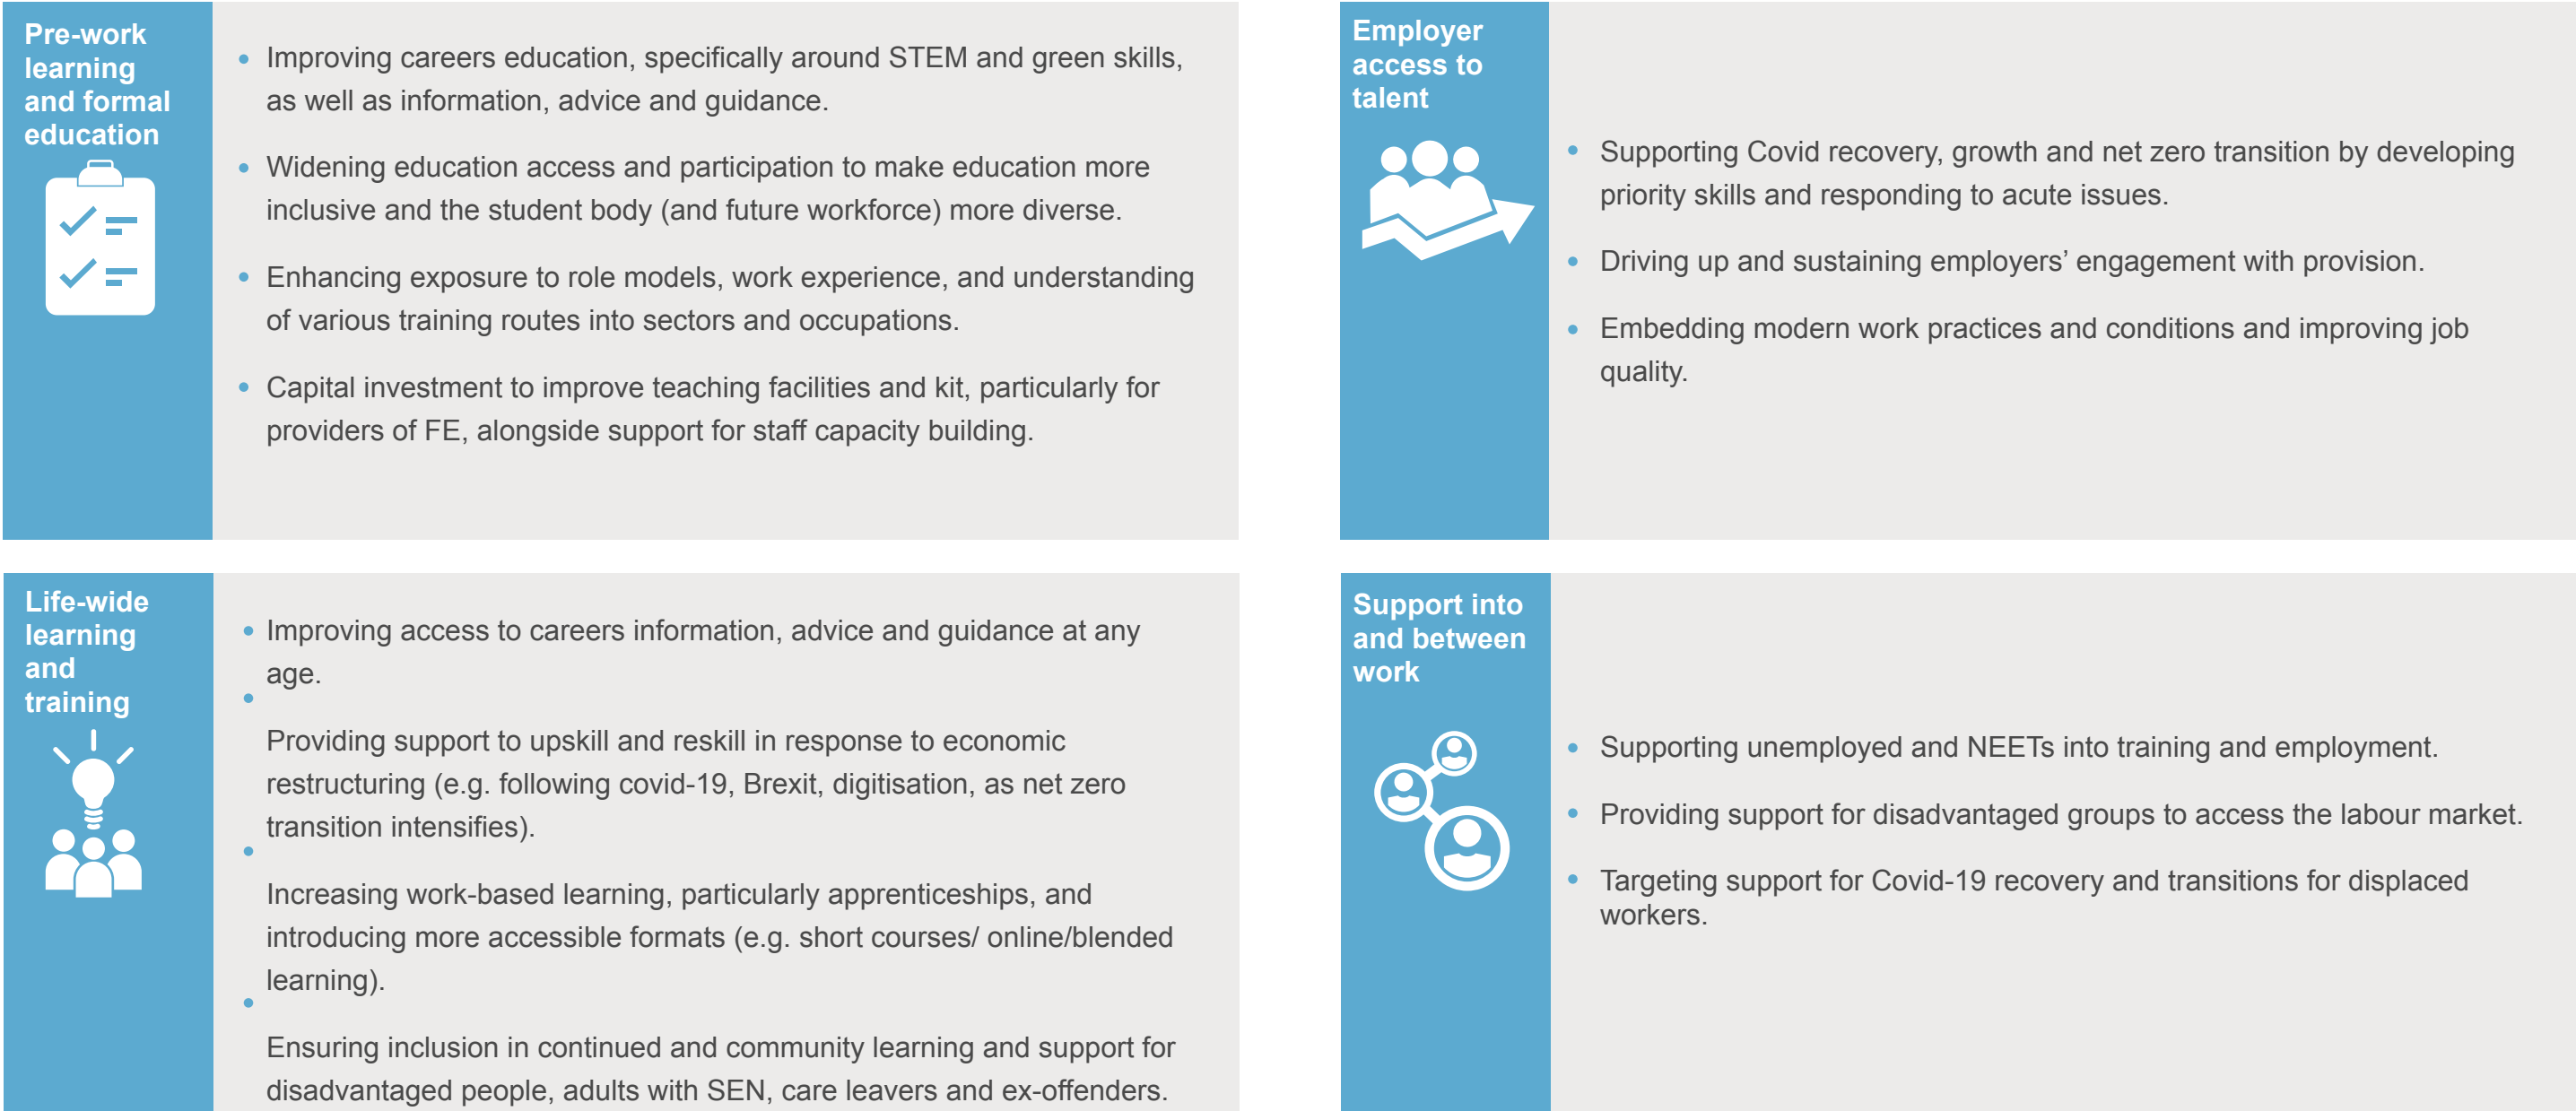 Pre-work
learning
and formal
education
• Improving careers education, specifically around STEM and green skills,
as well as information, advice and guidance.
• Widening education access and participation to make education more
inclusive and the student body (and future workforce) more diverse.
• Enhancing exposure to role models, work experience, and understanding
of various training routes into sectors and occupations.
• Capital investment to improve teaching facilities and kit, particularly for
providers of FE, alongside support for staff capacity building.
Employer
access to
talent
• Supporting Covid recovery, growth and net zero transition by developing
priority skills and responding to acute issues.
• Driving up and sustaining employers’ engagement with provision.
• Embedding modern work practices and conditions and improving job
quality.
Life-wide
learning
and
training
• Improving access to careers information, advice and guidance at any
age.
• Providing support to upskill and reskill in response to economic
restructuring (e.g. following covid-19, Brexit, digitisation, as net zero
transition intensifies).
• Increasing work-based learning, particularly apprenticeships, and
introducing more accessible formats (e.g. short courses/ online/blended
learning).
• Ensuring inclusion in continued and community learning and support for
disadvantaged people, adults with SEN, care leavers and ex-offenders.
Support into
and between
work
• Supporting unemployed and NEETs into training and employment.
• Providing support for disadvantaged groups to access the labour market.
• Targeting support for Covid-19 recovery and transitions for displaced
workers.